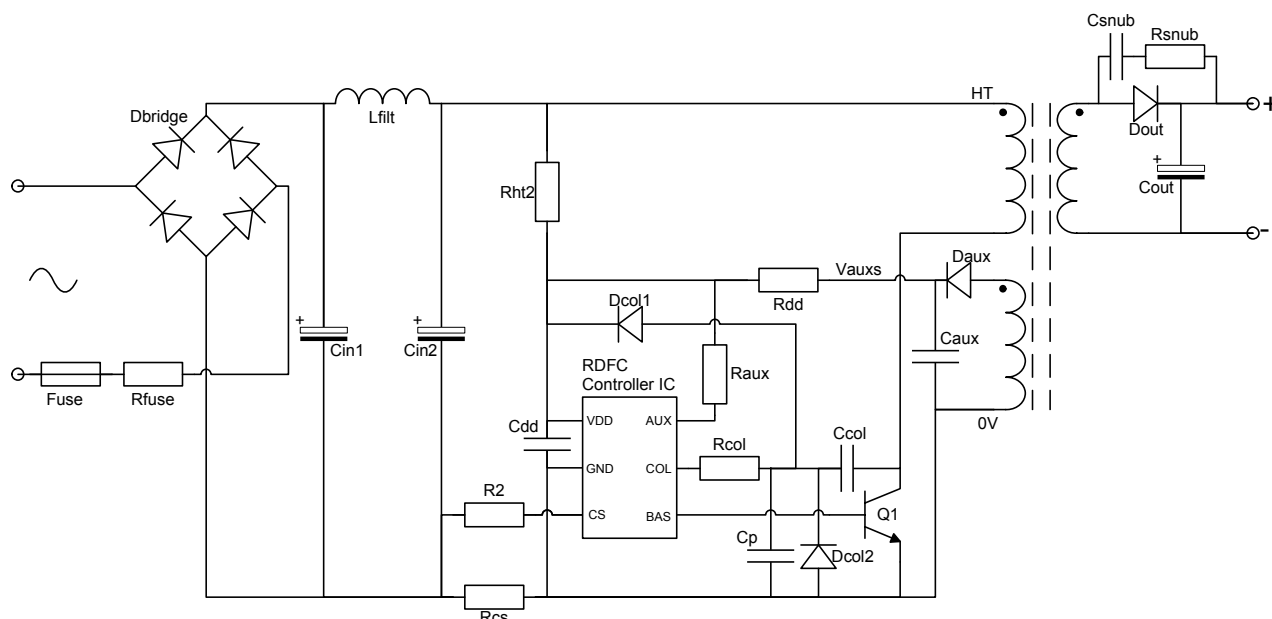 Csnub
Rsnub
HT
+
Dbridge
Lfilt
Dout
+
Cout
-
Rht2
Vauxs
Daux
Rdd
Dcol1
+
Cin1
+
Cin2
Caux
RDFC
Controller IC
Raux
Fuse
Rfuse
Cdd
VDD
AUX
0V
Ccol
Rcol
GND
COL
R2
CS
BAS
Q1
Cp
Dcol2
Rcs